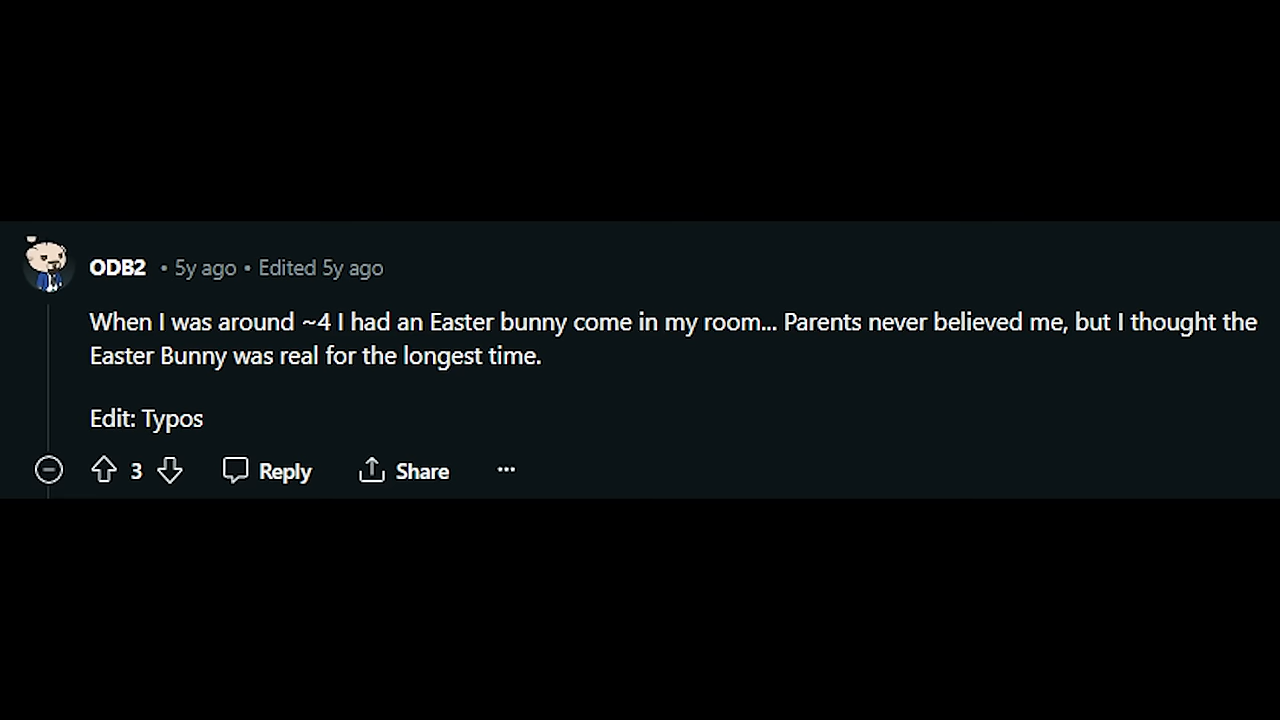 ODB2 • 5y ago • Edited 5y ago
When I was around ~4 I had an Easter bunny come in my room... Parents never believed me, but I thought the
Easter Bunny was real for the longest time.
Edit: Typos
3 Reply Share ...